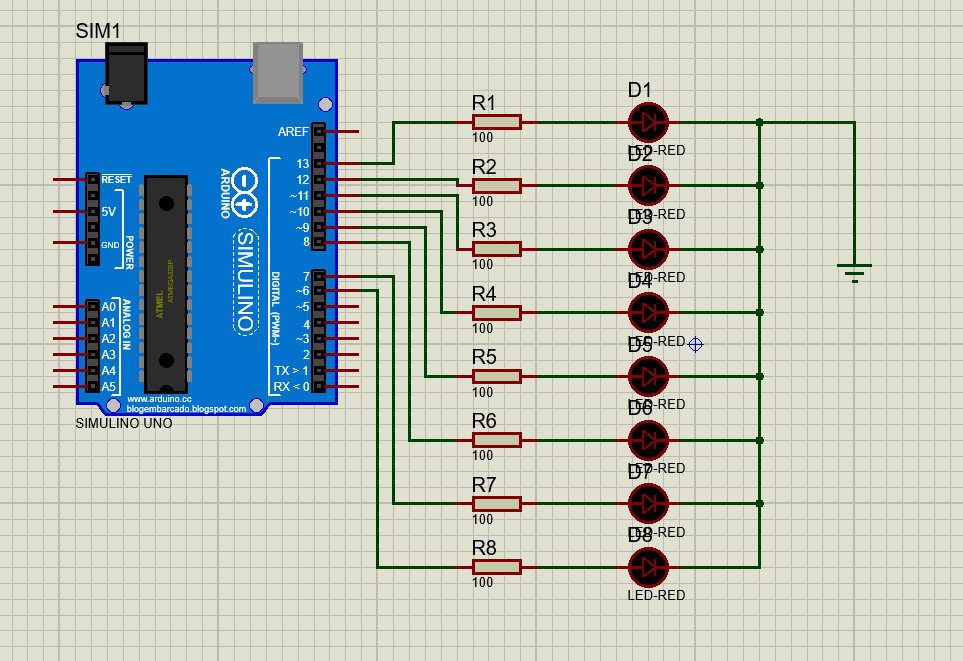 SIM1
AREF
13
12
~11
~10
~9
8
7
~6
~5
4
~3
2
TX > 1
RX < 0
DIGITAL (PWM~)
RESET
5V
GND
POWER
A0
A1
A2
A3
A4
A5
ANALOG IN
ARDUINO
SIMULINO
ATMEL
ATMEGA328P
www.arduino.cc
blogembarcado.blogspot.com
SIMULINO UNO
R1
100
R2
100
R3
100
R4
100
R5
100
R6
100
R7
100
R8
100
D1
LED-RED
D2
LED-RED
D3
LED-RED
D4
LED-RED
D5
LED-RED
D6
LED-RED
D7
LED-RED
D8
LED-RED